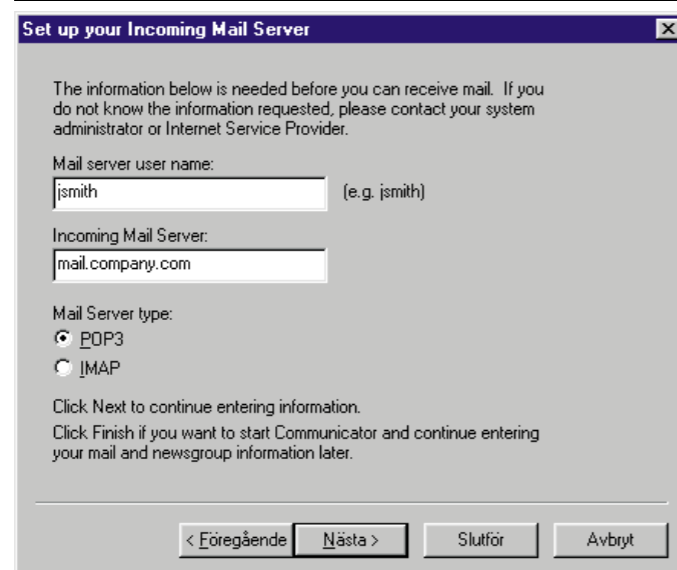 Set up your Incoming Mail Server
The information below is needed before you can receive mail. If you
do not know the information requested, please contact your system
administrator or Internet Service Provider.
Mail server user name:
jsmith (e.g. jsmith)
Incoming Mail Server:
mail.company.com
Mail Server type:
POP3
IMAP
Click Next to continue entering information.
Click Finish if you want to start Communicator and continue entering
your mail and newsgroup information later.
< Föregående Nästa > Slutför Avbryt